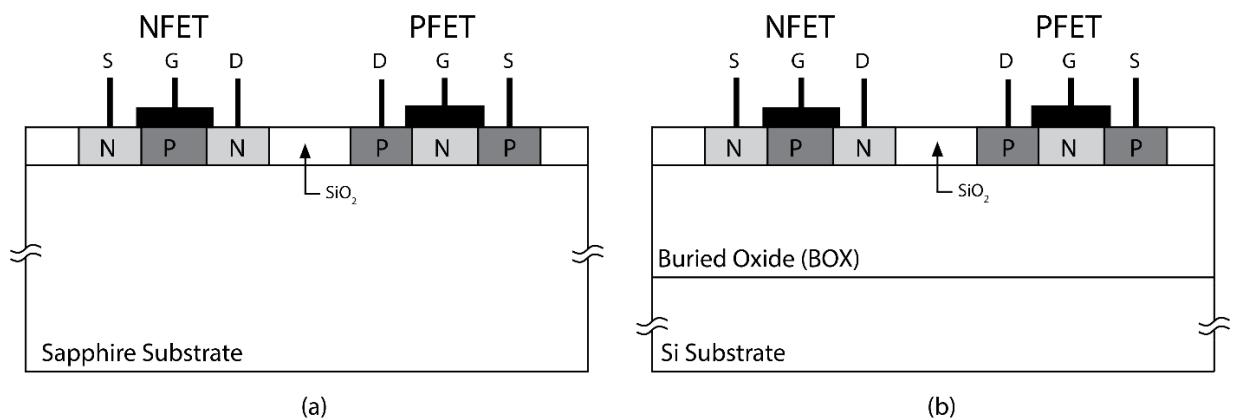 NFET PFET
S G D D G S
N P N P N P
SiO2
Sapphire Substrate
(a)
NFET PFET
S G D D G S
N P N P N P
SiO2
Buried Oxide (BOX)
Si Substrate
(b)